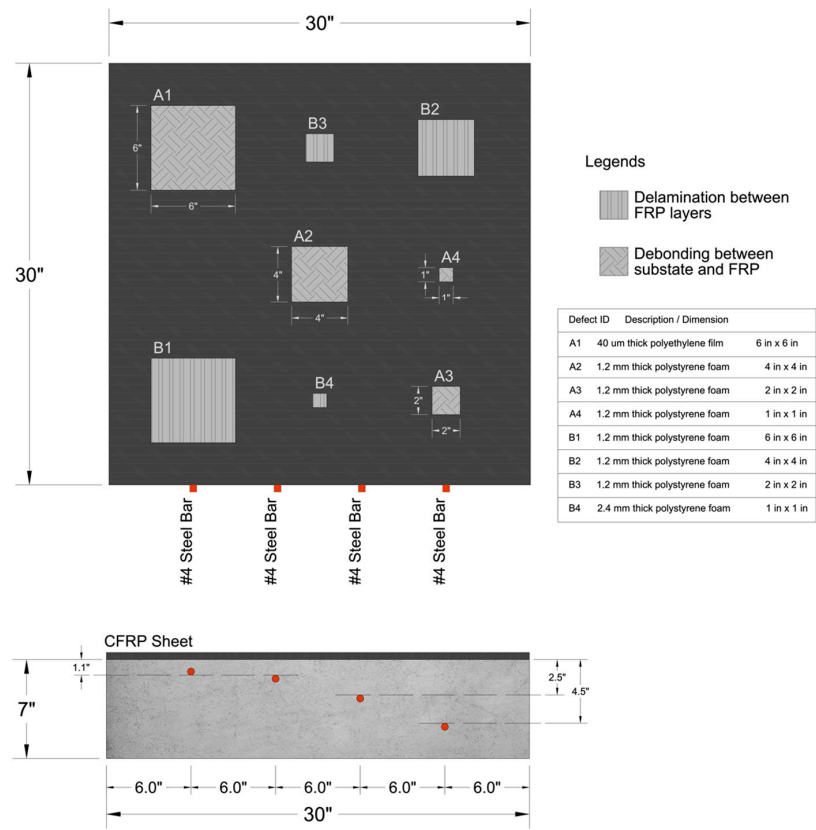 30"
A1
B3
B2
6"
6"
30"
A2
A4
4"
1"
1"
4"
B1
B4
A3
2"
2"
#4 Steel Bar
#4 Steel Bar
#4 Steel Bar
#4 Steel Bar
Legends
Delamination between
FRP layers
Debonding between
substate and FRP
Defect ID Description / Dimension
A1 40 um thick polyethylene film 6 in x 6 in
A2 1.2 mm thick polystyrene foam 4 in x 4 in
A3 1.2 mm thick polystyrene foam 2 in x 2 in
A4 1.2 mm thick polystyrene foam 1 in x 1 in
B1 1.2 mm thick polystyrene foam 6 in x 6 in
B2 1.2 mm thick polystyrene foam 4 in x 4 in
B3 1.2 mm thick polystyrene foam 2 in x 2 in
B4 2.4 mm thick polystyrene foam 1 in x 1 in
CFRP Sheet
1.1"
7"
2.5"
4.5"
6.0" 6.0" 6.0" 6.0" 6.0"
30"